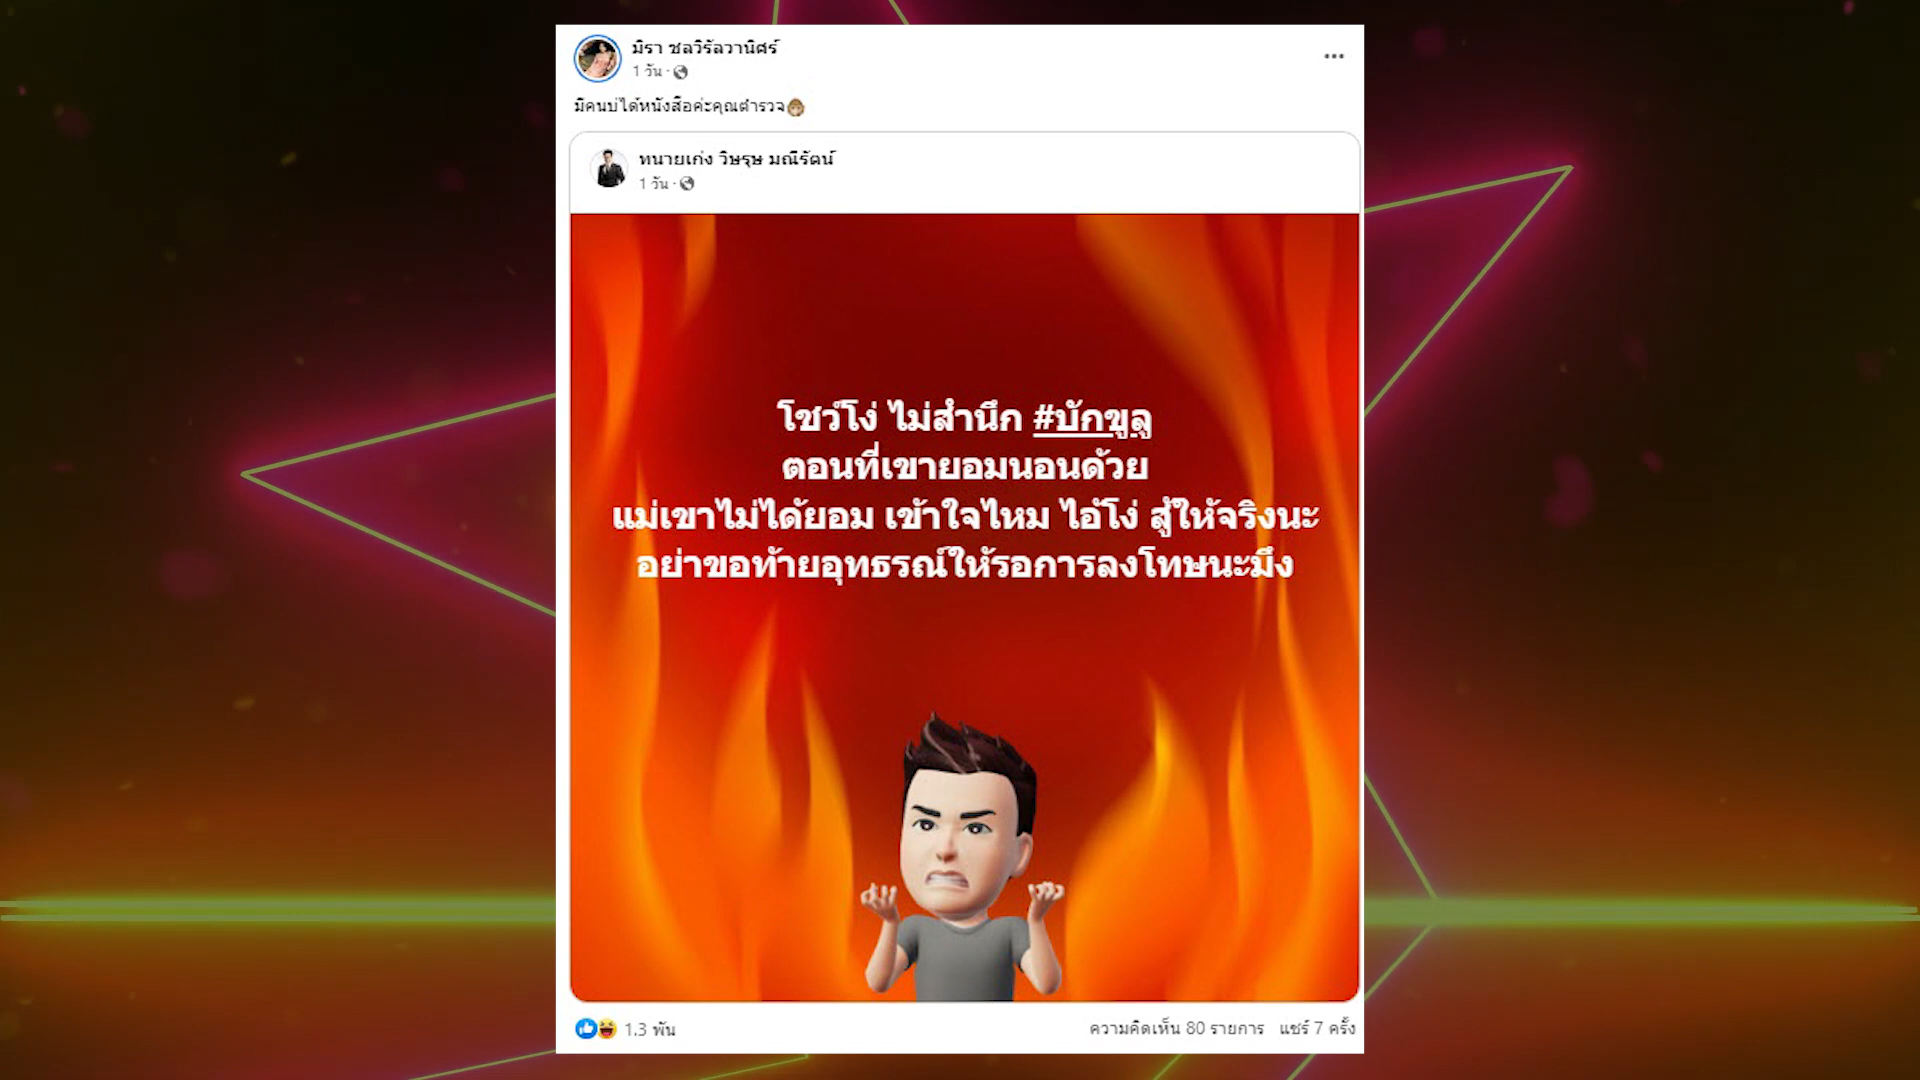 มิรา ชลวิรัลวานิศร์
1 วัน ·
มีคนบ่ได้หนังสือค่ะคุณตำรวจ
ทนายเก่ง วิษรุษ มณีรัตน์
1 วัน ·
โชว์โง่ ไม่สำนึก #บักขูลู
ตอนที่เขายอมนอนด้วย
แม่เขาไม่ได้ยอม เข้าใจไหม ไอ้โง่ สู้ให้จริงนะ
อย่าขอท้ายอุทธรณ์ให้รอการลงโทษนะมึง
1.3 พัน
ความคิดเห็น 80 รายการ แชร์ 7 ครั้ง